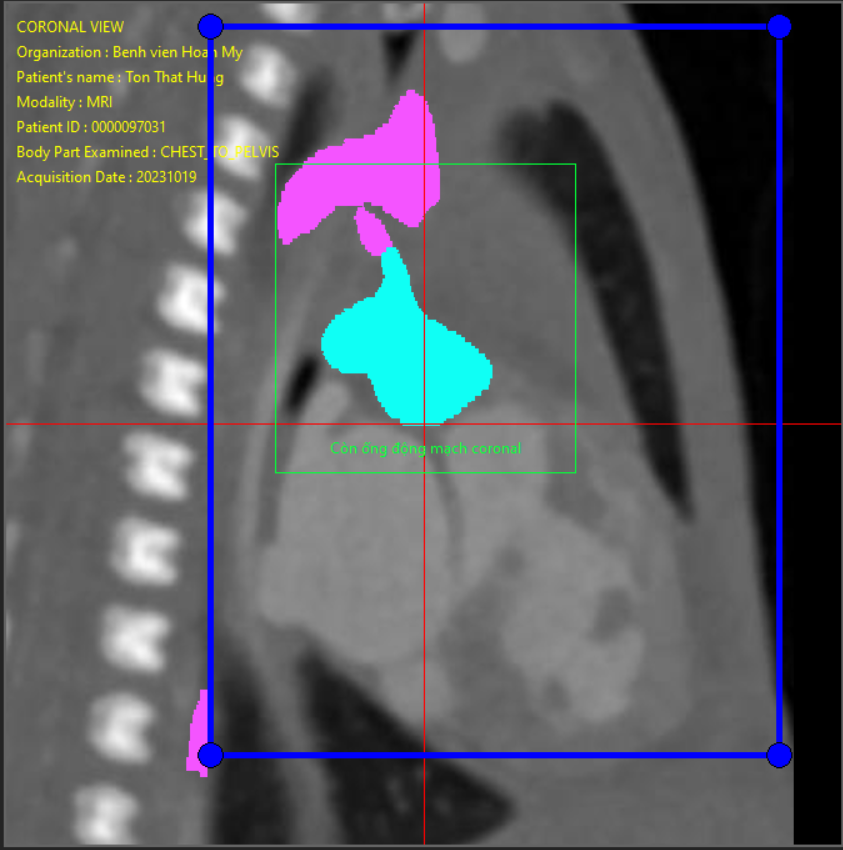 CORONAL VIEW
Organization : Benh vien Hoan My
Patient's name : Ton That Hung
Modality : MRI
Patient ID : 0000097031
Body Part Examined : CHEST_TO_PELVIS
Acquisition Date : 20231019
Còn ống động mạch coronal